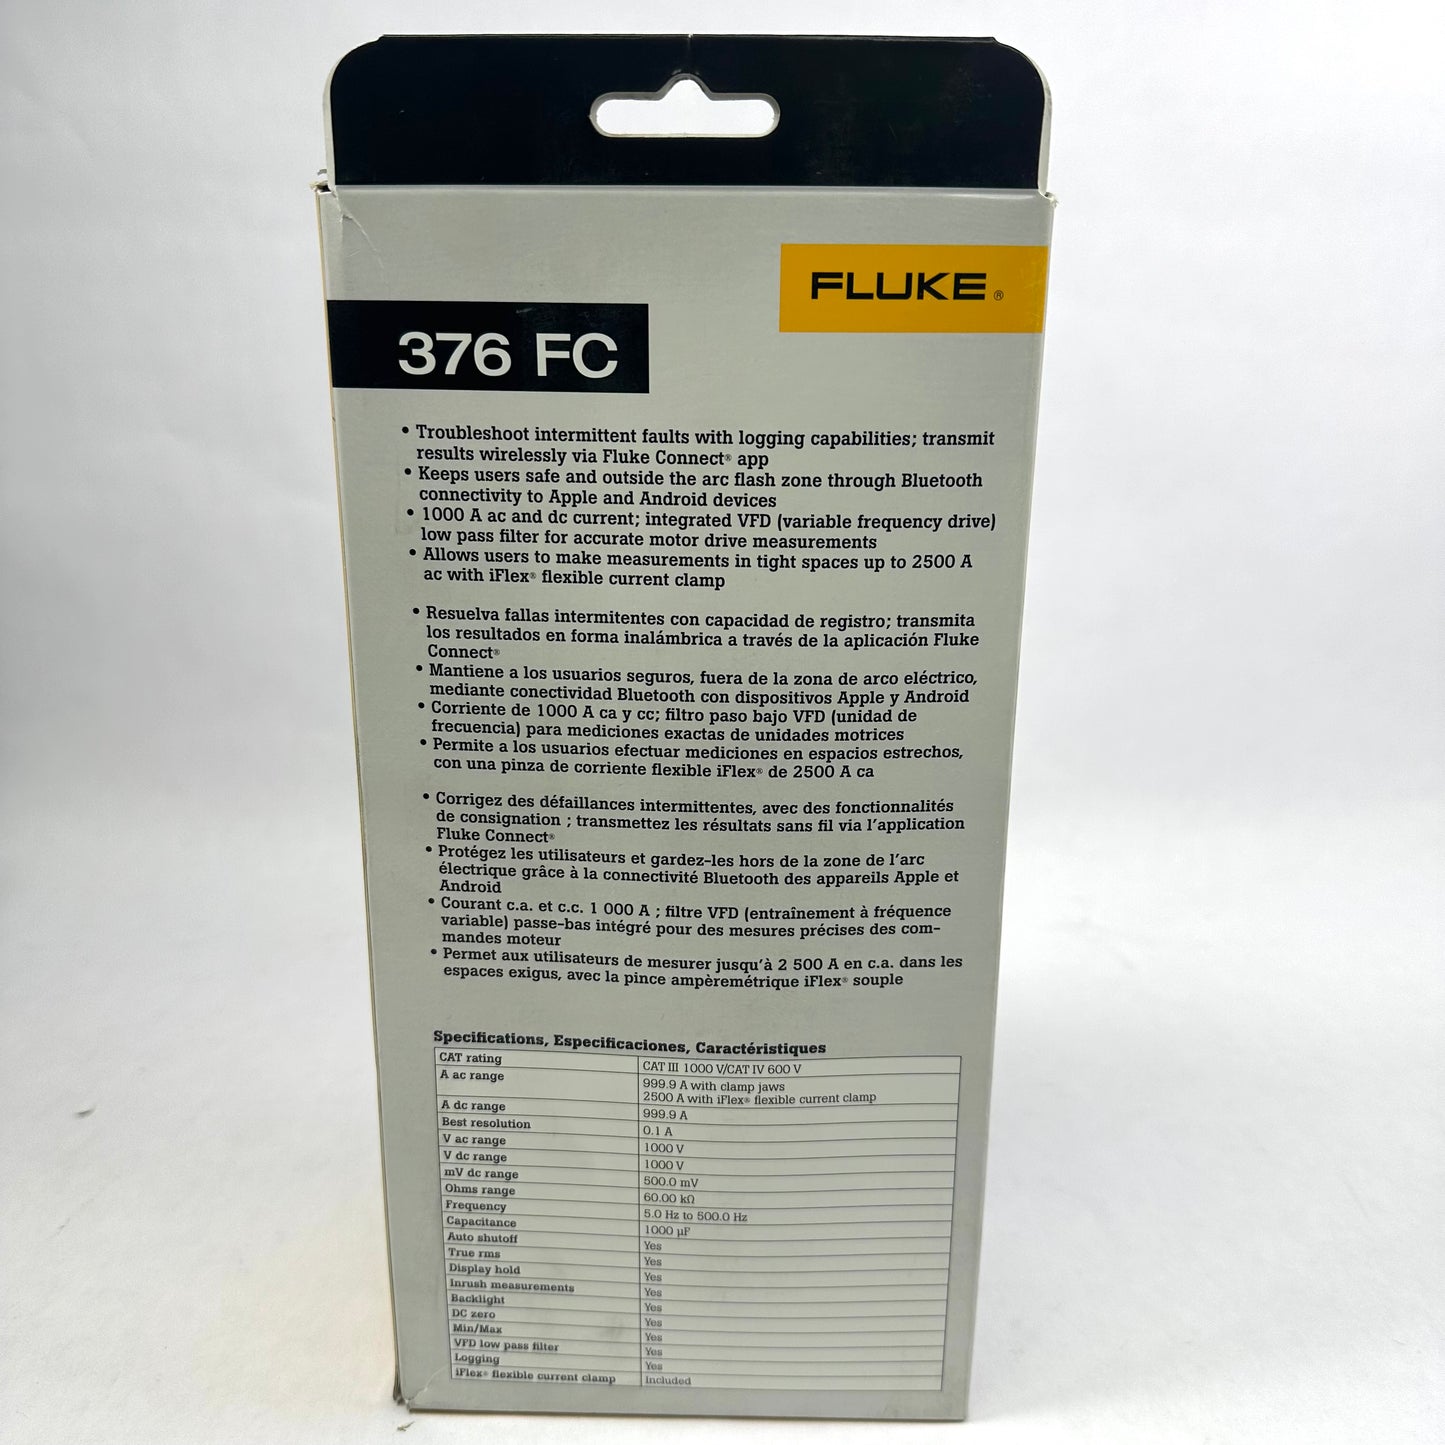 FLUKE®
376 FC
• Troubleshoot intermittent faults with logging capabilities; transmit
results wirelessly via Fluke Connect® app
• Keeps users safe and outside the arc flash zone through Bluetooth
connectivity to Apple and Android devices
• 1000 A ac and dc current; integrated VFD (variable frequency drive)
low pass filter for accurate motor drive measurements
• Allows users to make measurements in tight spaces up to 2500 A
ac with iFlex® flexible current clamp
• Resuelva fallas intermitentes con capacidad de registro; transmita
los resultados en forma inalámbrica a través de la aplicación Fluke
Connect®
• Mantiene a los usuarios seguros, fuera de la zona de arco eléctrico,
mediante conectividad Bluetooth con dispositivos Apple y Android
• Corriente de 1000 A ca y cc; filtro paso bajo VFD (unidad de
frecuencia) para mediciones exactas de unidades motrices
• Permite a los usuarios efectuar mediciones en espacios estrechos,
con una pinza de corriente flexible iFlex® de 2500 A ca
• Corrigez des défaillances intermittentes, avec des fonctionnalités
de consignation ; transmettez les résultats sans fil via l'application
Fluke Connect®
• Protégez les utilisateurs et gardez-les hors de la zone de l'arc
électrique grâce à la connectivité Bluetooth des appareils Apple et
Android
• Courant c.a. et c.c. 1 000 A ; filtre VFD (entraînement à fréquence
variable) passe-bas intégré pour des mesures précises des com-
mandes moteur
• Permet aux utilisateurs de mesurer jusqu'à 2 500 A en c.a. dans les
espaces exigus, avec la pince ampèremétrique iFlex® souple
Specifications, Especificaciones, Caractéristiques
CAT rating CAT III 1000 V/CAT IV 600 V
A ac range 999.9 A with clamp jaws
2500 A with iFlex® flexible current clamp
A dc range 999.9 A
Best resolution 0.1 A
V ac range 1000 V
V dc range 1000 V
mV dc range 500.0 mV
Ohms range 60.00 kΩ
Frequency 5.0 Hz to 500.0 Hz
Capacitance 1000 µF
Auto shutoff Yes
True rms Yes
Display hold Yes
Inrush measurements Yes
Backlight Yes
DC zero Yes
Min/Max Yes
VFD low pass filter Yes
Logging Yes
iFlex® flexible current clamp Included